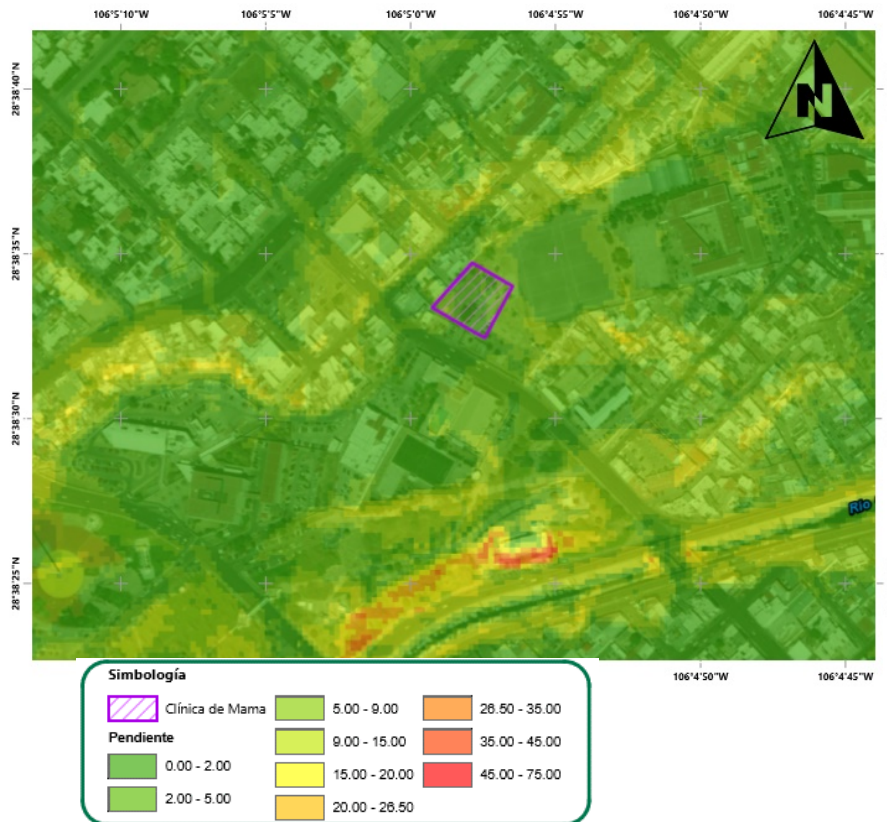 106°5'10"W 106°5'5"W 106°5'0"W 106°4'55"W 106°4'50"W 106°4'45"W
28°38'40"N
N
28°38'35"N
28°38'30"N
Río
28°38'25"N
106°4'50"W 106°4'45"W
Simbología
Clínica de Mama
Pendiente
0.00 - 2.00
2.00 - 5.00
5.00 - 9.00
9.00 - 15.00
15.00 - 20.00
20.00 - 26.50
26.50 - 35.00
35.00 - 45.00
45.00 - 75.00